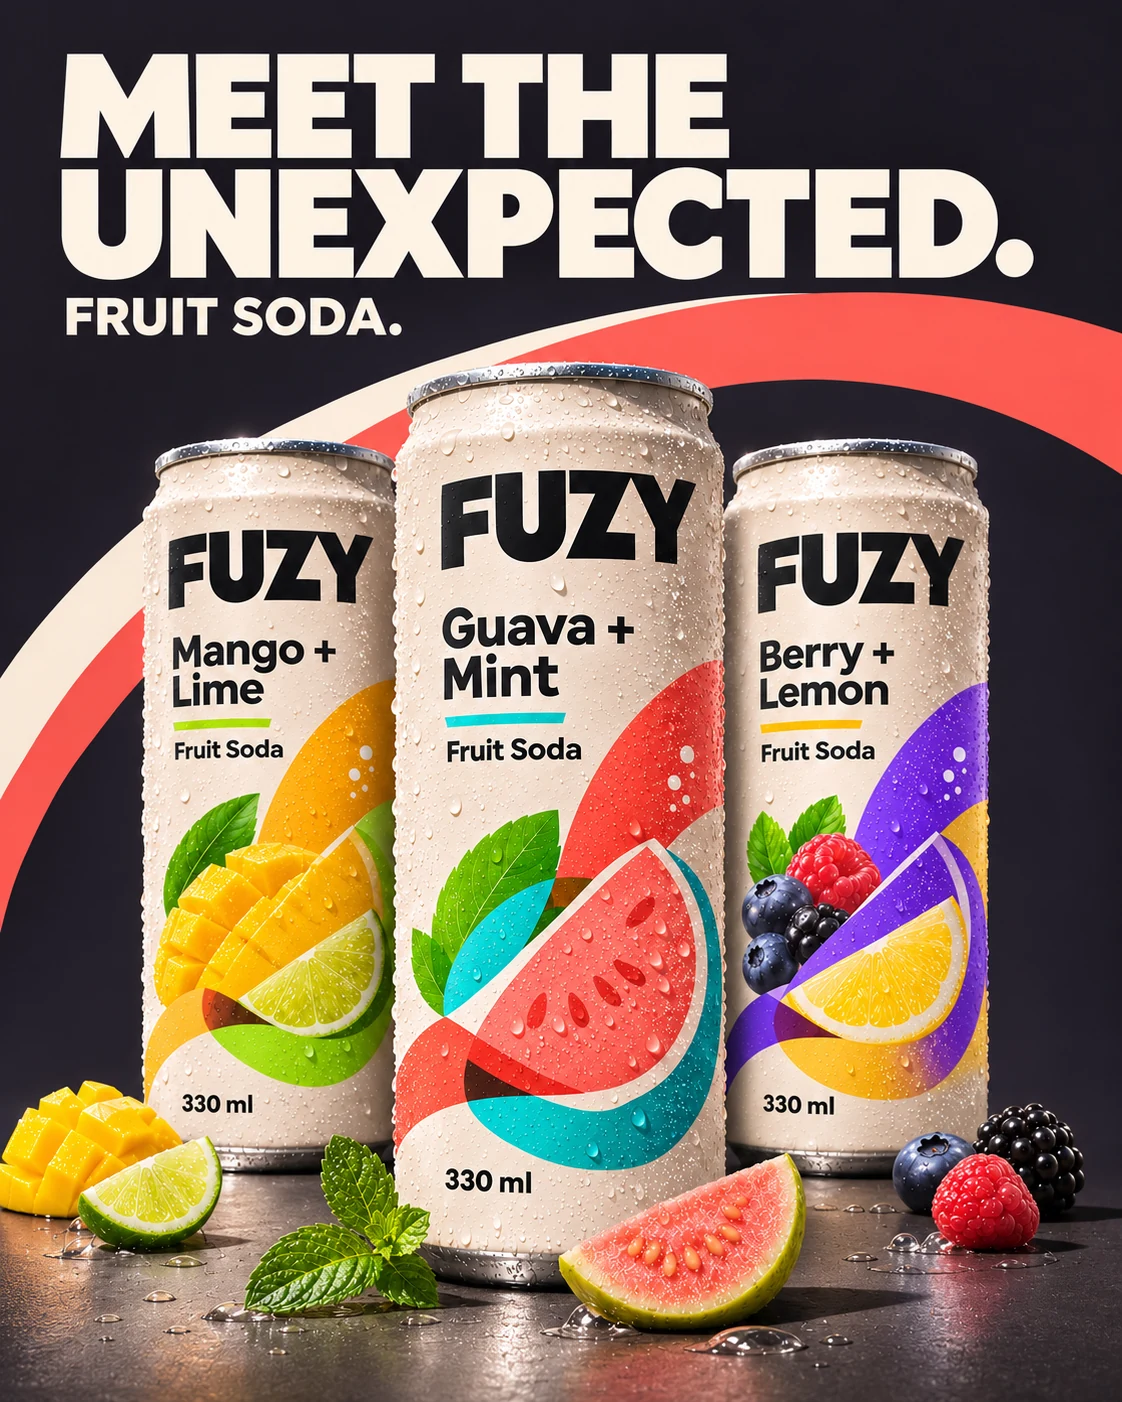 MEET THE
UNEXPECTED.
FRUIT SODA.
FUZY
Mango +
Lime
Fruit Soda
330 ml
FUZY
Guava +
Mint
Fruit Soda
330 ml
FUZY
Berry +
Lemon
Fruit Soda
330 ml